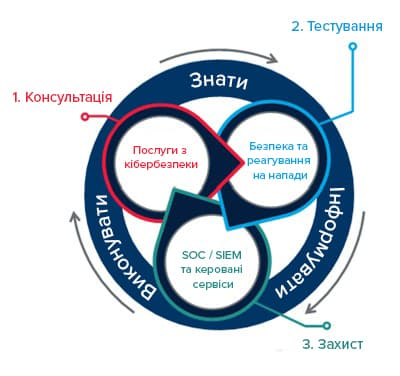 2. Тестування
Знати
1. Консультація
Послуги з
кібербезпеки
Безпека та
реагування
на напади
Виконувати
Інформувати
SOC / SIEM
та керовані
сервіси
3. Захист